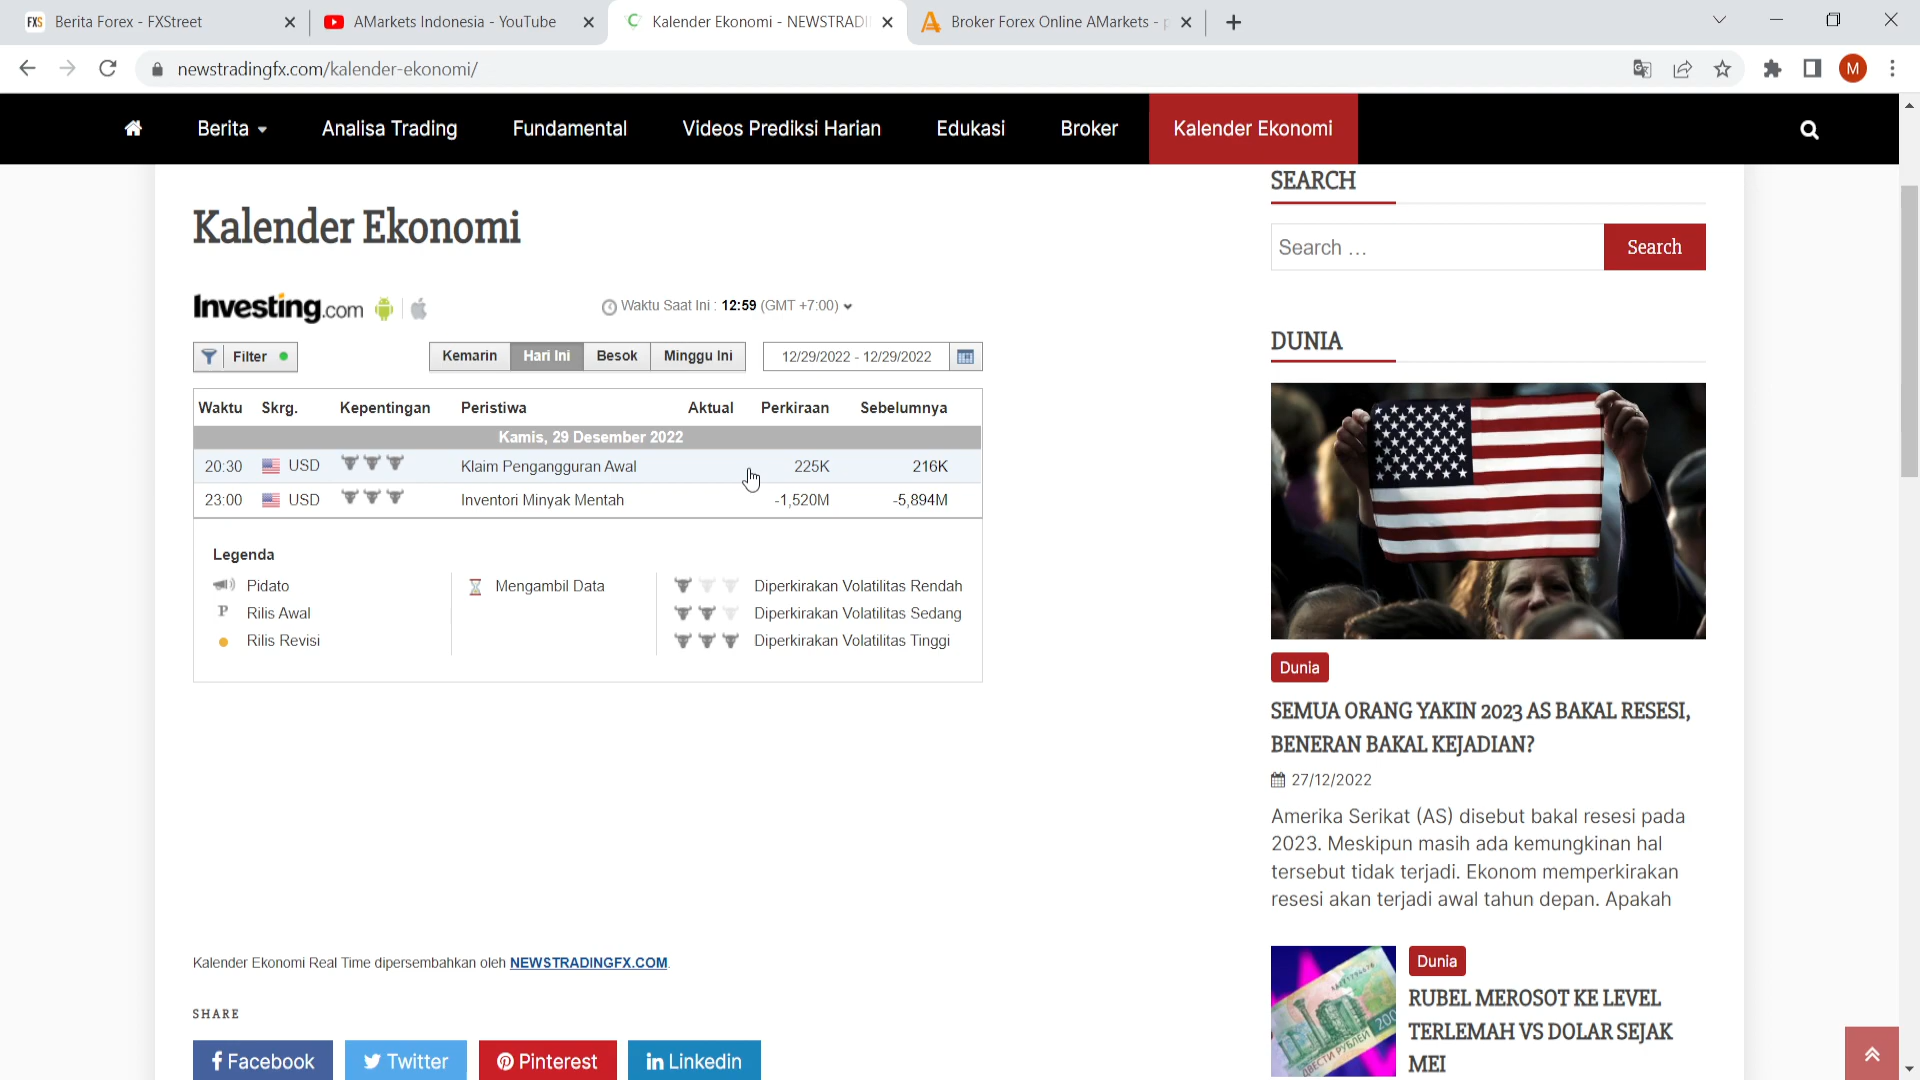 FXS Berita Forex - FXStreet
AMarkets Indonesia - YouTube
Kalender Ekonomi - NEWSTRADI
Broker Forex Online AMarkets - p
newstradingfx.com/kalender-ekonomi/
M
Berita
Analisa Trading
Fundamental
Videos Prediksi Harian
Edukasi
Broker
Kalender Ekonomi
Kalender Ekonomi
Investing.com
Waktu Saat Ini : 12:59 (GMT +7:00)
Filter
Kemarin Hari Ini Besok Minggu Ini
12/29/2022 - 12/29/2022
Waktu Skrg. Kepentingan Peristiwa Aktual Perkiraan Sebelumnya
Kamis, 29 Desember 2022
20:30 USD Klaim Pengangguran Awal 225K 216K
23:00 USD Inventori Minyak Mentah -1,520M -5,894M
Legenda
Pidato
P Rilis Awal
Rilis Revisi
Mengambil Data
Diperkirakan Volatilitas Rendah
Diperkirakan Volatilitas Sedang
Diperkirakan Volatilitas Tinggi
Kalender Ekonomi Real Time dipersembahkan oleh NEWSTRADINGFX.COM.
SHARE
Facebook
Twitter
Pinterest
Linkedin
SEARCH
Search …
Search
DUNIA
Dunia
SEMUA ORANG YAKIN 2023 AS BAKAL RESESI,
BENERAN BAKAL KEJADIAN?
27/12/2022
Amerika Serikat (AS) disebut bakal resesi pada
2023. Meskipun masih ada kemungkinan hal
tersebut tidak terjadi. Ekonom memperkirakan
resesi akan terjadi awal tahun depan. Apakah
Dunia
RUBEL MEROSOT KE LEVEL
TERLEMAH VS DOLAR SEJAK
MEI